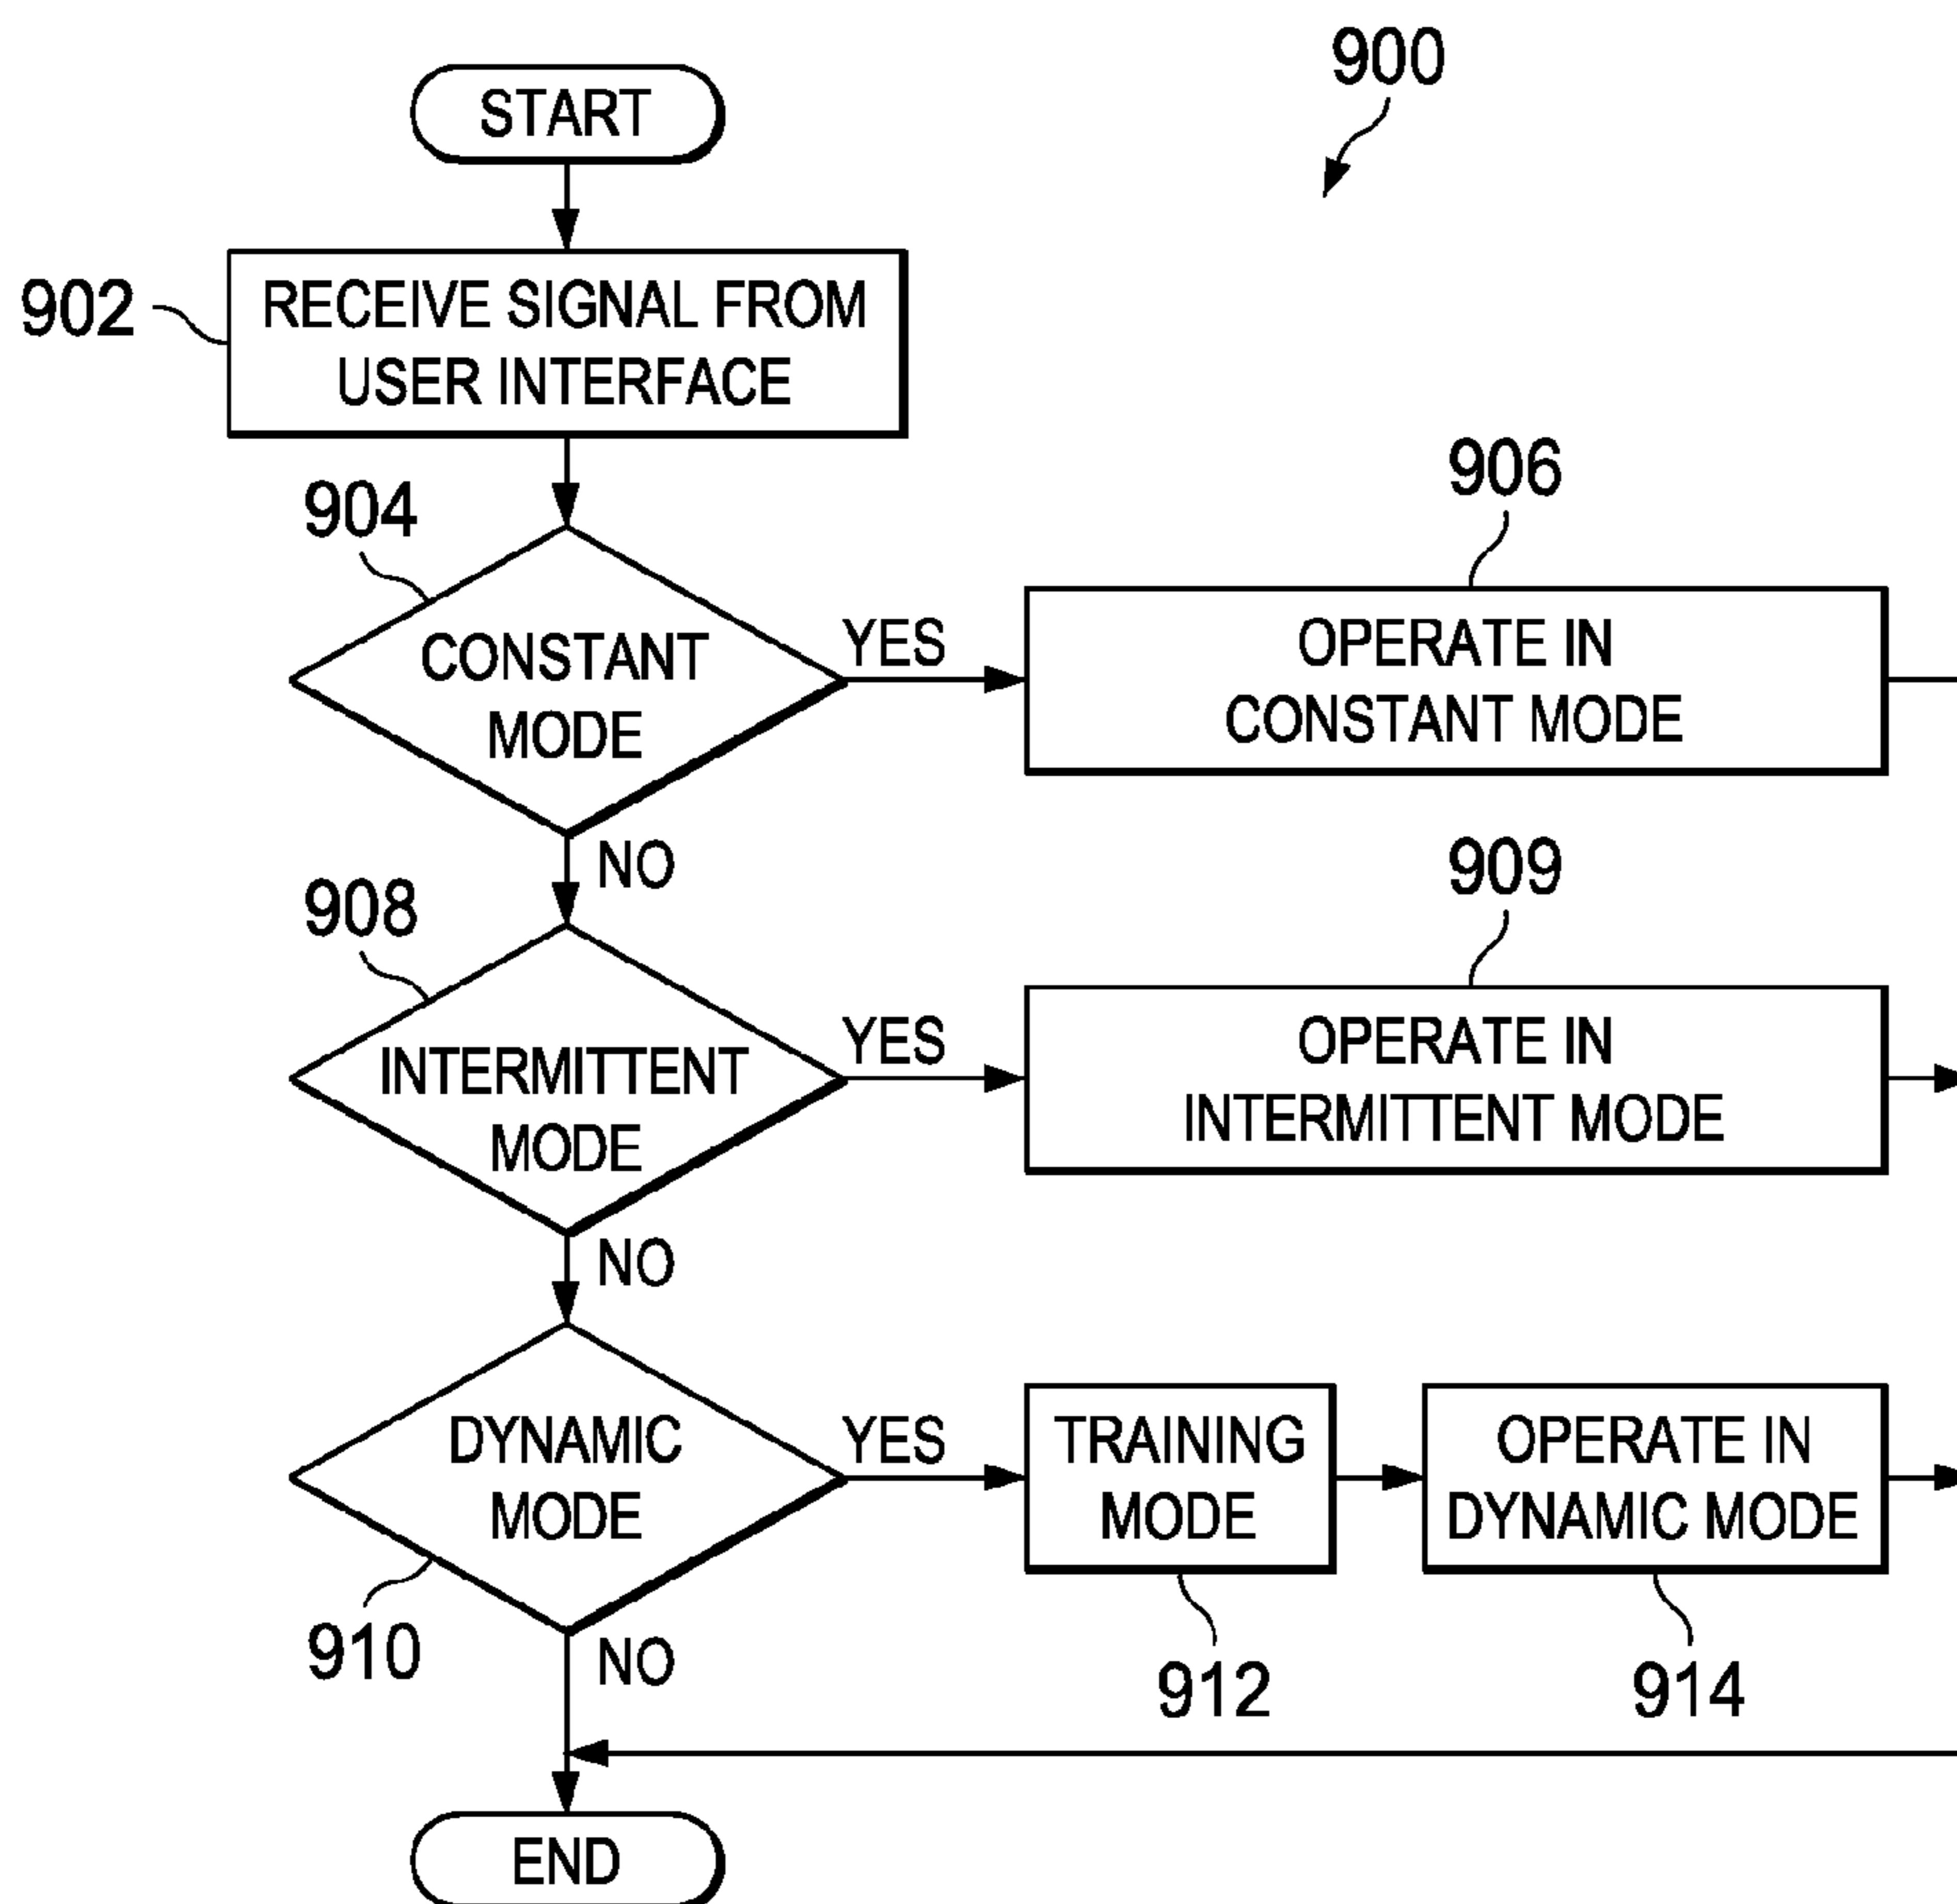 900
START
902
RECEIVE SIGNAL FROM
USER INTERFACE
904
CONSTANT
MODE
YES
906
OPERATE IN
CONSTANT MODE
NO
908
INTERMITTENT
MODE
YES
909
OPERATE IN
INTERMITTENT MODE
NO
DYNAMIC
MODE
910
YES
TRAINING
MODE
912
OPERATE IN
DYNAMIC MODE
914
NO
END